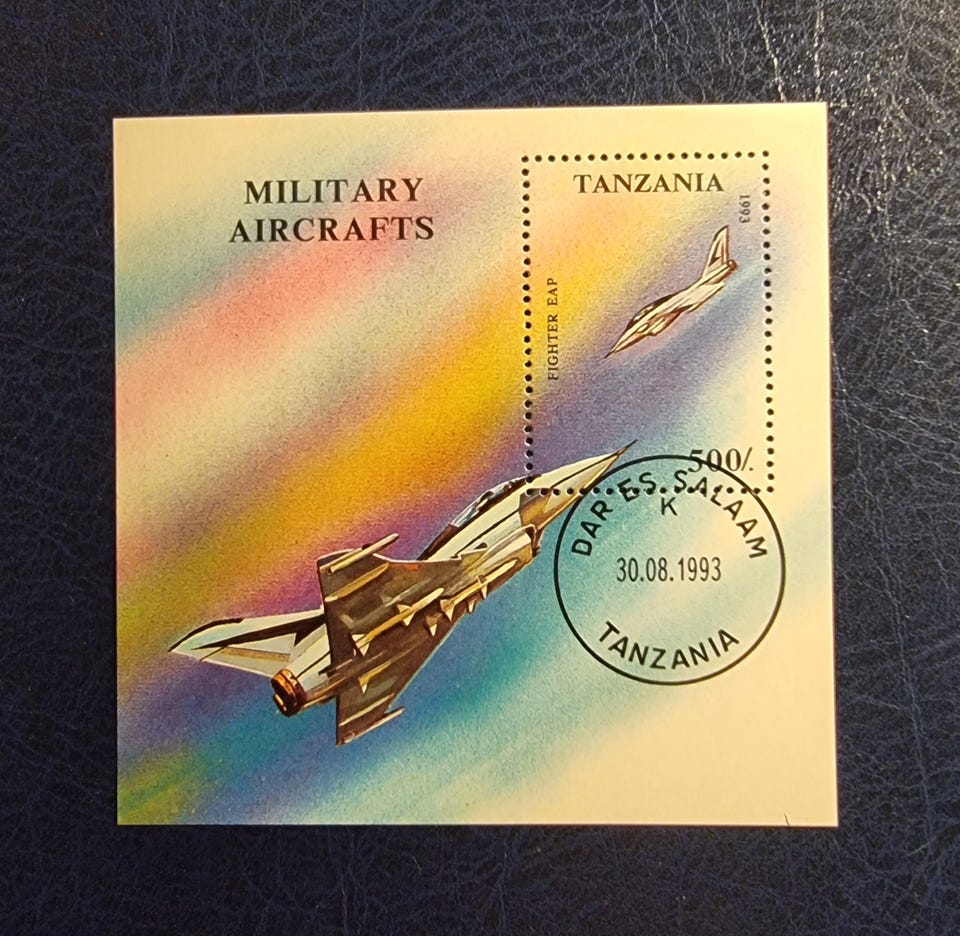 MILITARY
AIRCRAFTS
TANZANIA
1993
FIGHTER EAP
500/.
DAR ES SALAAM
K
30.08.1993
TANZANIA